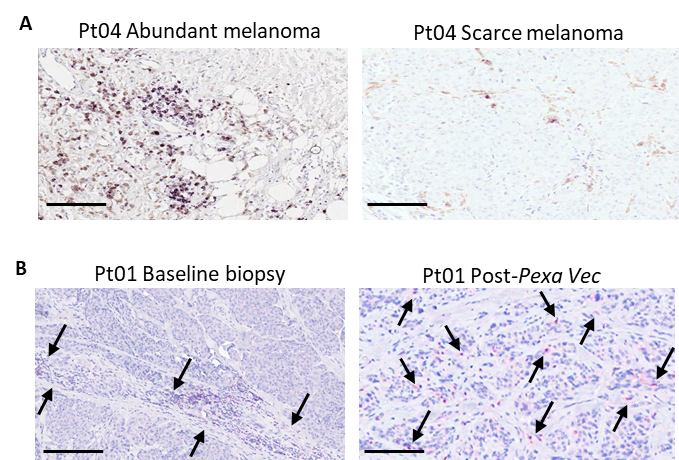 A
Pt04 Abundant melanoma
Pt04 Scarce melanoma
B
Pt01 Baseline biopsy
Pt01 Post-Pexa Vec